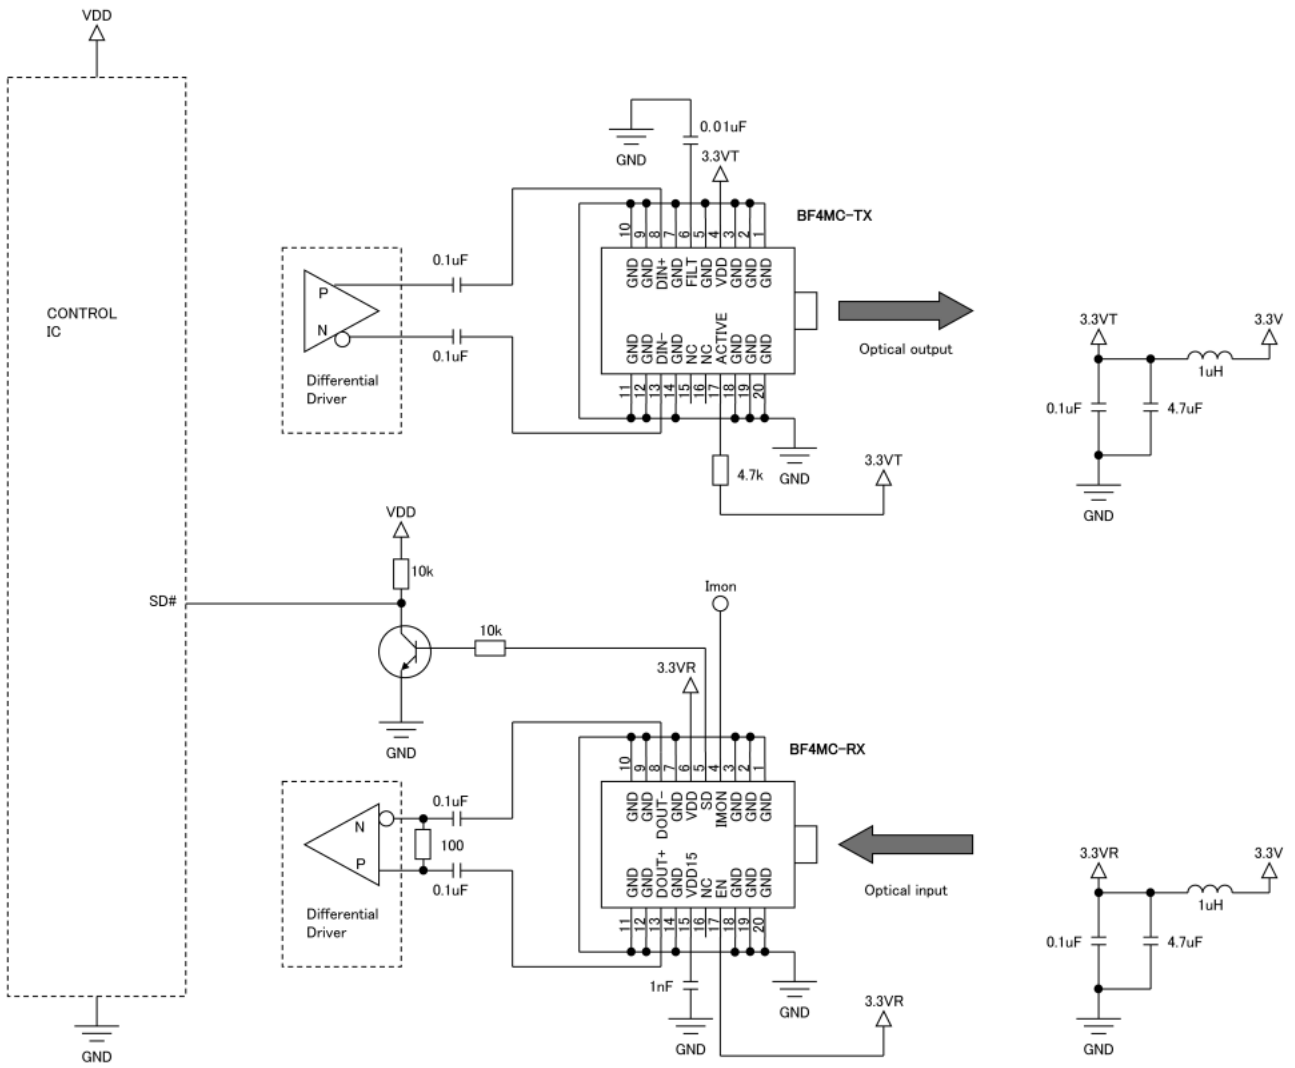 VDD
CONTROL
IC
SD#
GND
GND
0.01uF
3.3VT
BF4MC-TX
10
9
8
7
6
5
4
3
2
1
GND
GND
DIN+
GND
FILT
GND
VDD
GND
GND
GND
GND
GND
DIN-
GND
NC
NC
ACTIVE
GND
GND
GND
11
12
13
14
15
16
17
18
19
20
0.1uF
P
N
0.1uF
Differential
Driver
Optical output
GND
4.7k
3.3VT
3.3VT
3.3V
1uH
0.1uF
4.7uF
GND
VDD
10k
10k
GND
Imon
3.3VR
BF4MC-RX
10
9
8
7
6
5
4
3
2
1
GND
GND
DOUT-
GND
VDD
SD
IMON
GND
GND
GND
GND
GND
DOUT+
GND
VDD15
NC
EN
GND
GND
GND
11
12
13
14
15
16
17
18
19
20
0.1uF
N
100
P
0.1uF
Differential
Driver
Optical input
1nF
GND
GND
3.3VR
3.3VR
3.3V
1uH
0.1uF
4.7uF
GND